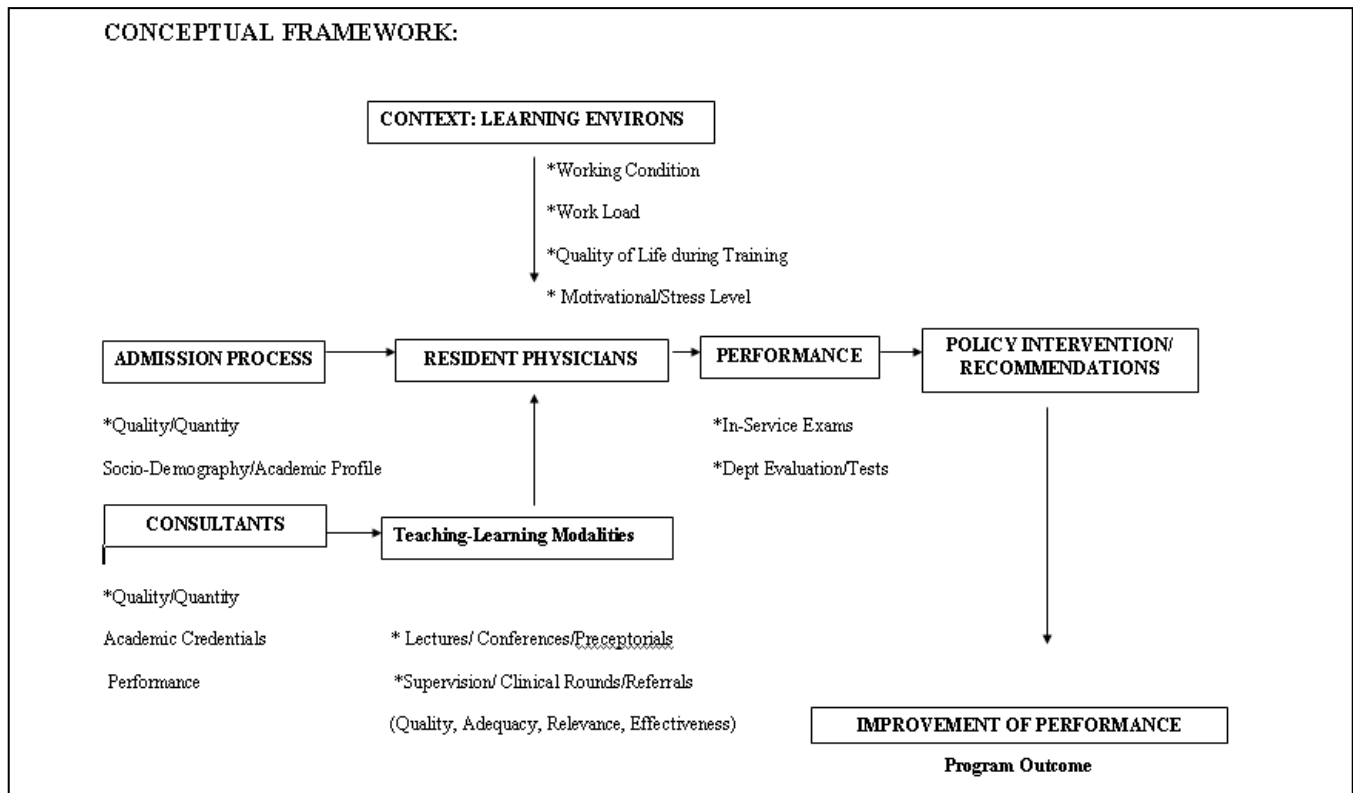 CONCEPTUAL FRAMEWORK:
CONTEXT: LEARNING ENVIRONS
*Working Condition
*Work Load
*Quality of Life during Training
* Motivational/Stress Level
ADMISSION PROCESS
RESIDENT PHYSICIANS
PERFORMANCE
POLICY INTERVENTION/
RECOMMENDATIONS
*Quality/Quantity
Socio-Demography/Academic Profile
*In-Service Exams
*Dept Evaluation/Tests
CONSULTANTS
Teaching-Learning Modalities
*Quality/Quantity
Academic Credentials
Performance
* Lectures/ Conferences/Preceptorials
*Supervision/ Clinical Rounds/Referrals
(Quality, Adequacy, Relevance, Effectiveness)
IMPROVEMENT OF PERFORMANCE
Program Outcome